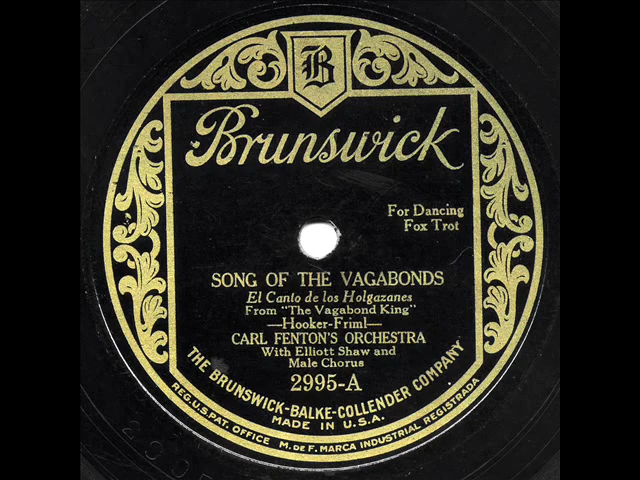 B
Brunswick
For Dancing
Fox Trot
SONG OF THE VAGABONDS
El Canto de los Holgazanes
From "The Vagabond King"
—Hooker-Friml—
CARL FENTON'S ORCHESTRA
With Elliott Shaw and
Male Chorus
2995-A
THE BRUNSWICK-BALKE-COLLENDER COMPANY
MADE IN U.S.A.
REG. U.S. PAT. OFFICE M. DE F. MARCA INDUSTRIAL REGISTRADA